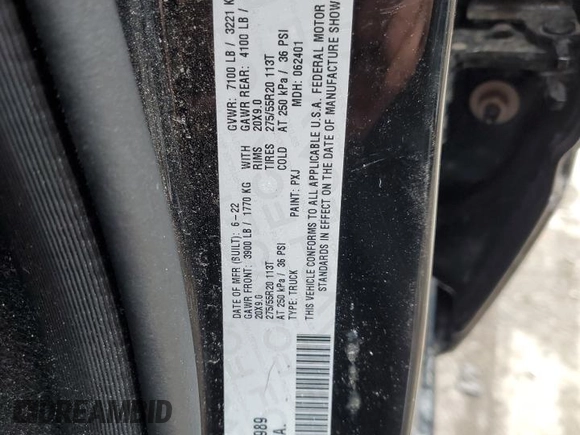 DATE OF MFR (BUILT): 6-22 GVWR: 7100 LB / 3221 K
GAWR FRONT: 3900 LB / 1770 KG WITH GAWR REAR: 4100 LB /
20X9.0 RIMS 20X9.0
275/55R20 113T TIRES 275/55R20 113T
AT 250 kPa / 36 PSI COLD AT 250 kPa / 36 PSI
TYPE: TRUCK PAINT: PXJ MDH: 062401
THIS VEHICLE CONFORMS TO ALL APPLICABLE U.S.A. FEDERAL MOTOR
STANDARDS IN EFFECT ON THE DATE OF MANUFACTURE SHOW
989
A.
DREAMBID